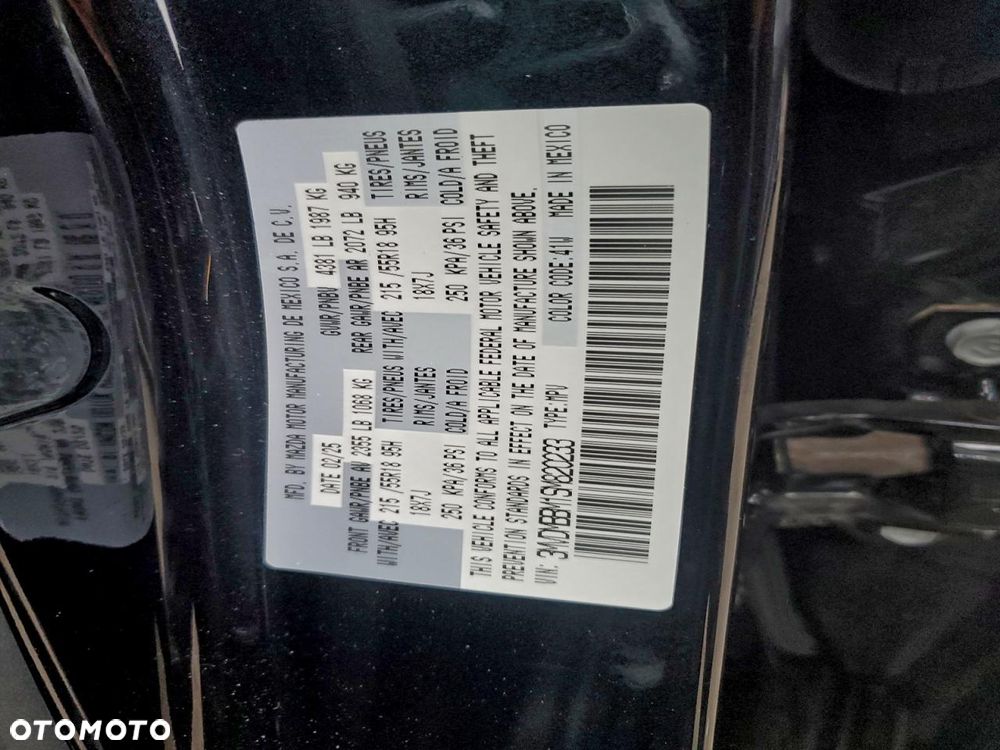 MFD. BY MAZDA MOTOR MANUFACTURING DE MEXICO S.A. DE C.V.
DATE 02/25 GVWR/PNBV 4081 LB 1887 KG
FRONT GAWR/PNBE AV 2355 LB 1068 KG REAR GAWR/PNBE AR 2072 LB 940 KG
WITH/AVEC 215 /55R18 95H TIRES/PNEUS WITH/AVEC 215 /55R18 95H TIRES/PNEUS
18X7J RIMS/JANTES 18X7J RIMS/JANTES
250 KPA/36 PSI COLD/A FROID 250 KPA/36 PSI COLD/A FROID
THIS VEHICLE CONFORMS TO ALL APPLICABLE FEDERAL MOTOR VEHICLE SAFETY AND THEFT
PREVENTION STANDARDS IN EFFECT ON THE DATE OF MANUFACTURE SHOWN ABOVE.
VIN: 3MVDMBBM1SM820233 TYPE:MPV COLOR CODE:41W MADE IN MEXICO
OTOMOTO